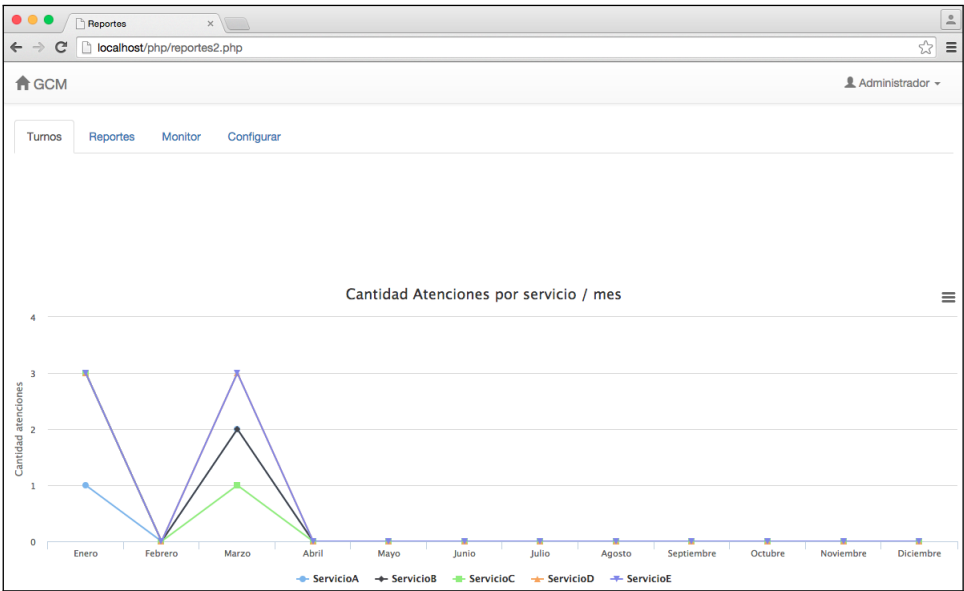 Reportes
localhost/php/reportes2.php
GCM
Administrador
Turnos Reportes Monitor Configurar
Cantidad Atenciones por servicio / mes
Cantidad atenciones
4
3
2
1
0
Enero Febrero Marzo Abril Mayo Junio Julio Agosto Septiembre Octubre Noviembre Diciembre
ServicioA ServicioB ServicioC ServicioD ServicioE